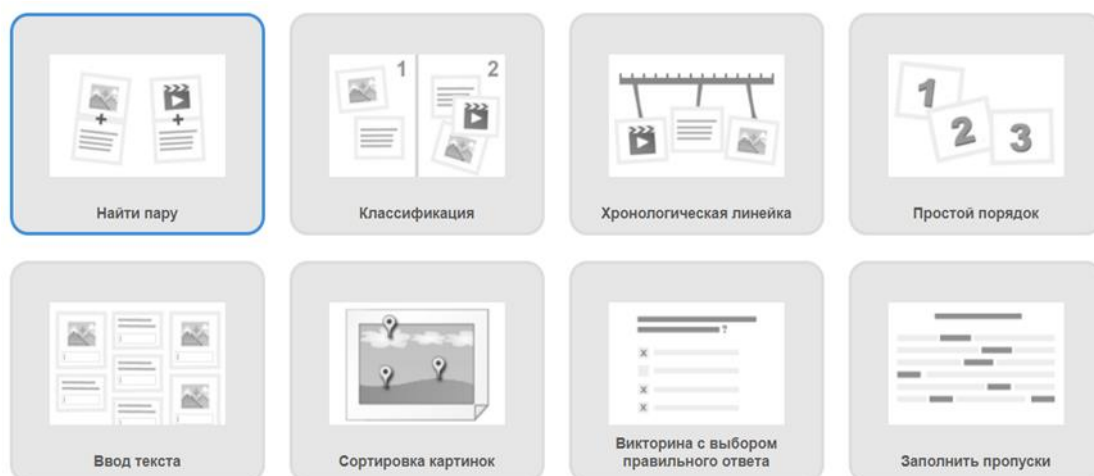 1
2
1
2
3
Найти пару
Классификация
Хронологическая линейка
Простой порядок
?
x
x
x
Ввод текста
Сортировка картинок
Викторина с выбором
правильного ответа
Заполнить пропуски